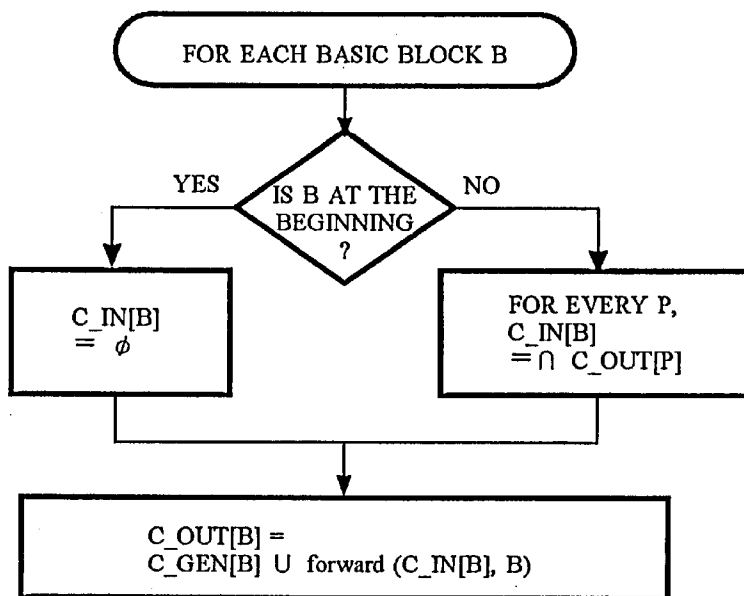 FOR EACH BASIC BLOCK B
YES
IS B AT THE
BEGINNING
?
NO
C_IN[B]
= ϕ
FOR EVERY P,
C_IN[B]
=∩ C_OUT[P]
C_OUT[B] =
C_GEN[B] ∪ forward (C_IN[B], B)